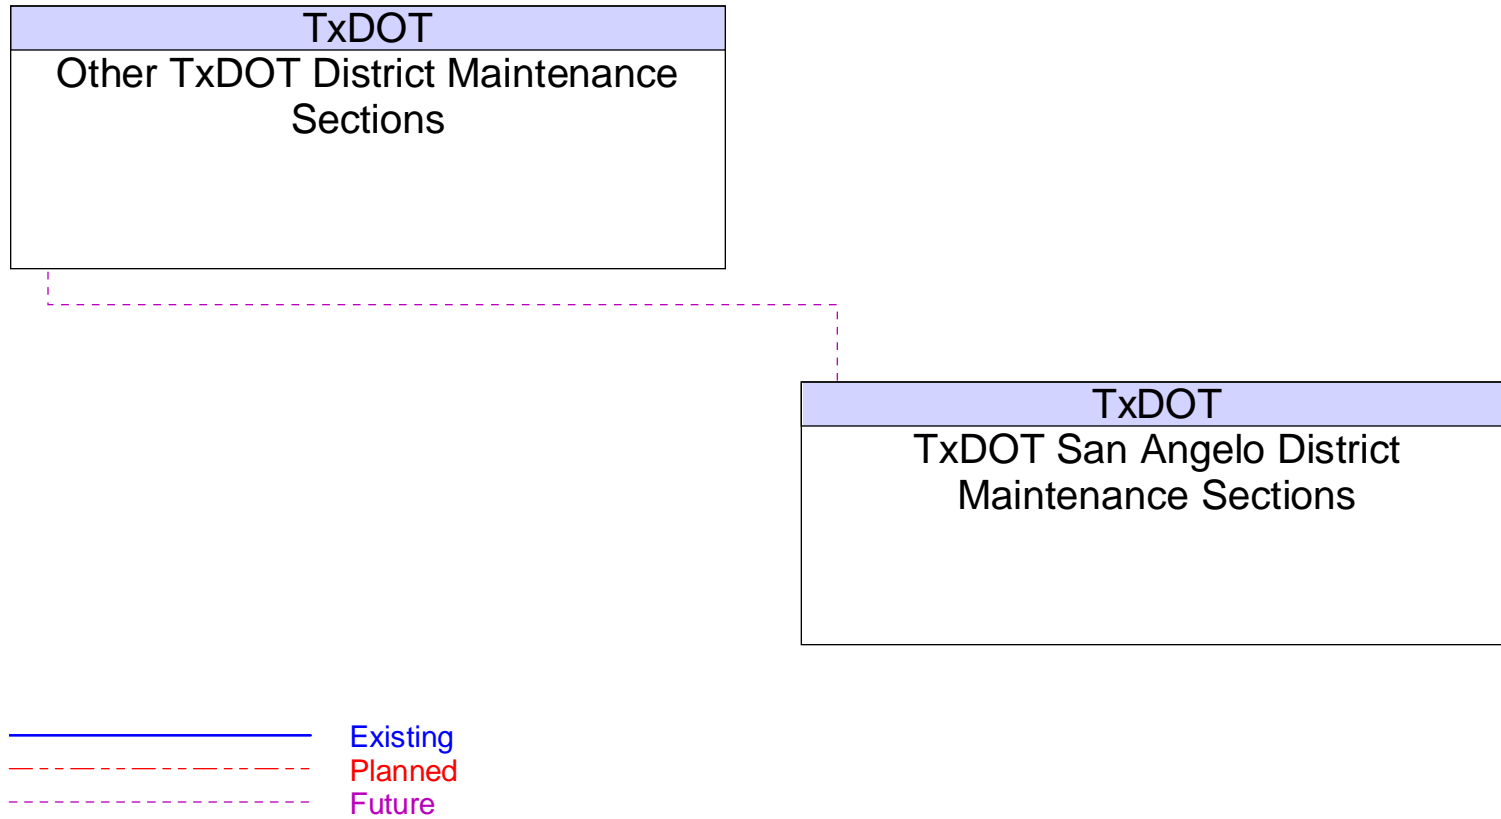 TxDOT
Other TxDOT District Maintenance
Sections
TxDOT
TxDOT San Angelo District
Maintenance Sections
Existing
Planned
Future